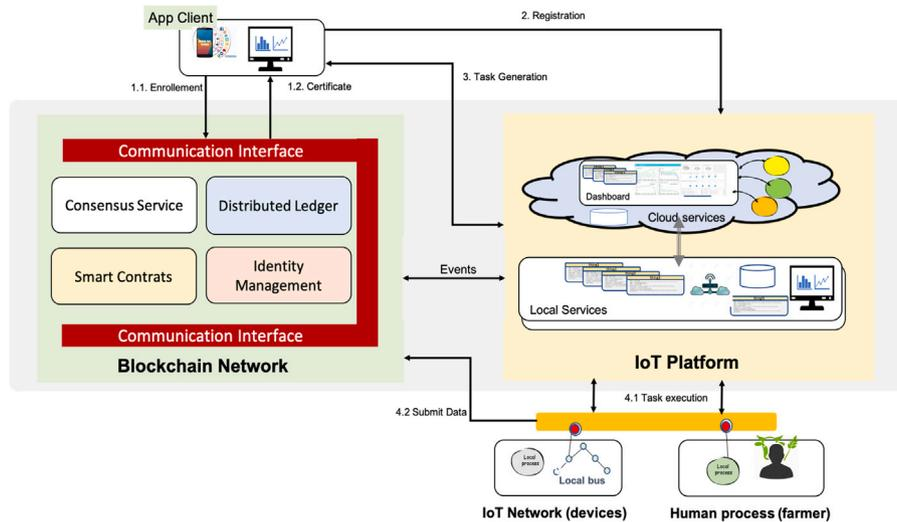 App Client
2. Registration
1.1. Enrollement
1.2. Certificate
3. Task Generation
Communication Interface
Consensus Service
Distributed Ledger
Smart Contrats
Identity
Management
Communication Interface
Blockchain Network
Events
Dashboard
Cloud services
Local Services
IoT Platform
4.1 Task execution
4.2 Submit Data
Local
process
Local bus
Local
process
IoT Network (devices)
Human process (farmer)